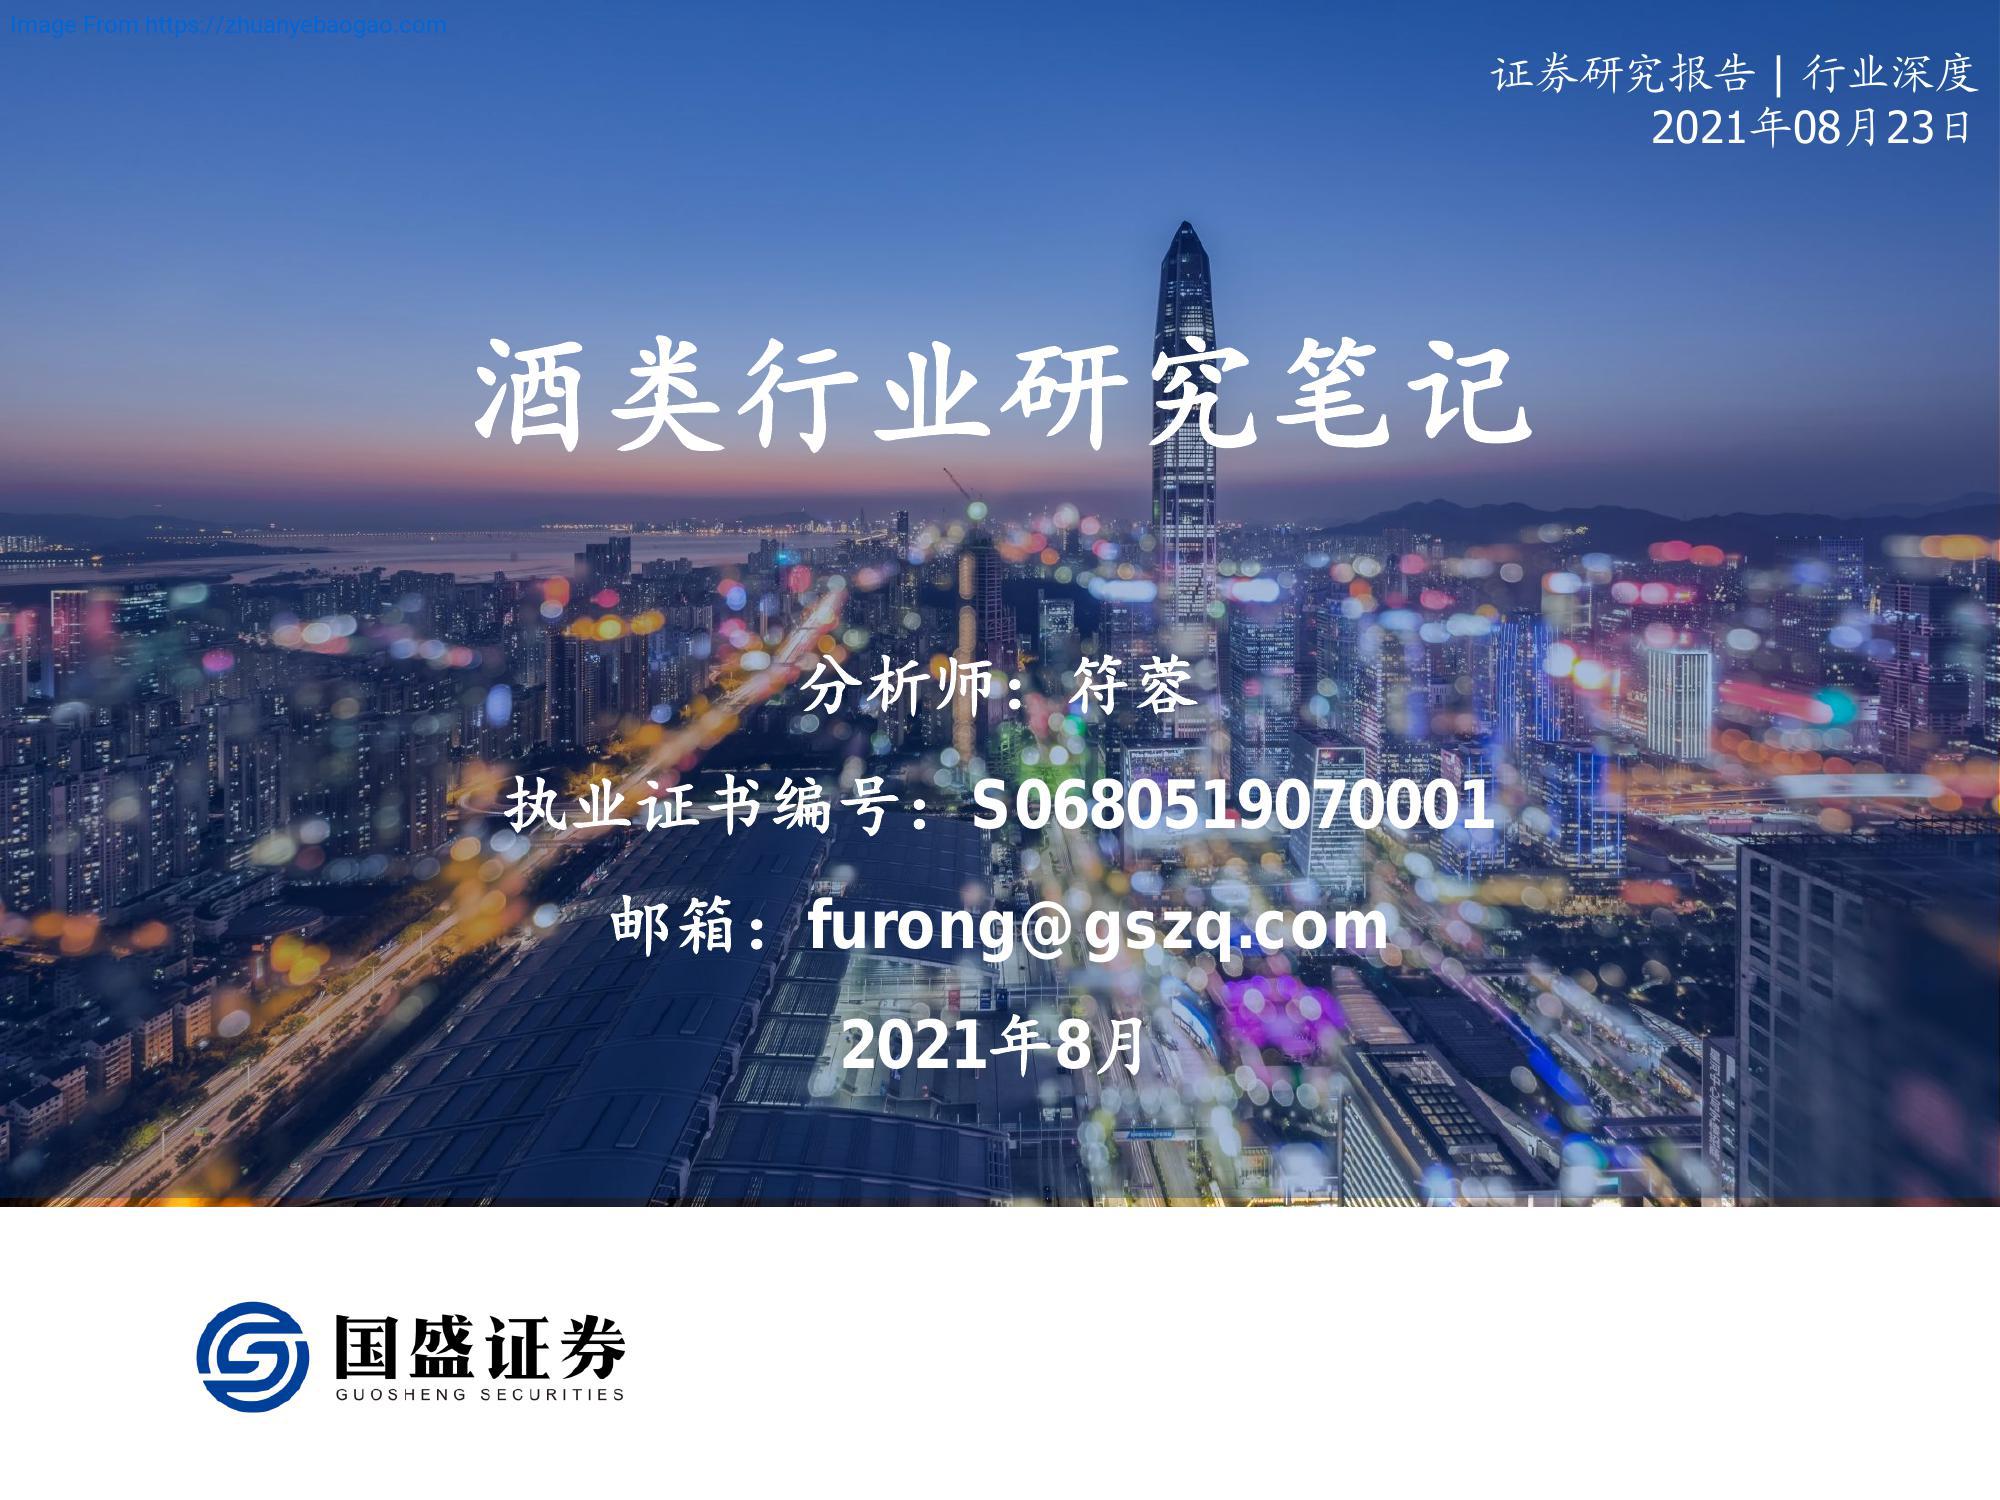 Image From https://zhuanyebaogao.com
证券研究报告 | 行业深度
2021年08月23日
酒类行业研究笔记
分析师：符蓉
执业证书编号：S0680519070001
邮箱：furong@gszq.com
2021年8月
国盛证券
GUOSHENG SECURITIES